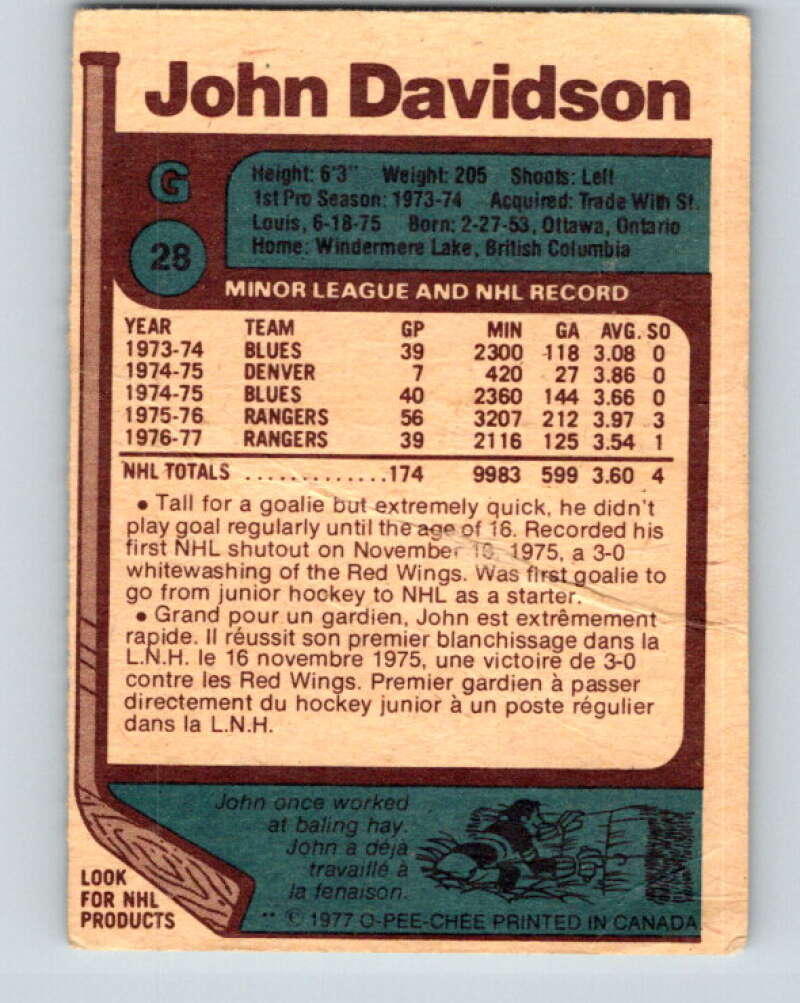 John Davidson
G
28
Height: 6'3" Weight: 205 Shoots: Left
1st Pro Season: 1973-74 Acquired: Trade With St.
Louis, 6-18-75 Born: 2-27-53, Ottawa, Ontario
Home: Windermere Lake, British Columbia
MINOR LEAGUE AND NHL RECORD
YEAR TEAM GP MIN GA AVG. SO
1973-74 BLUES 39 2300 118 3.08 0
1974-75 DENVER 7 420 27 3.86 0
1974-75 BLUES 40 2360 144 3.66 0
1975-76 RANGERS 56 3207 212 3.97 3
1976-77 RANGERS 39 2116 125 3.54 1
NHL TOTALS .............174 9983 599 3.60 4
• Tall for a goalie but extremely quick, he didn't
play goal regularly until the age of 16. Recorded his
first NHL shutout on November 1975, a 3-0
whitewashing of the Red Wings. Was first goalie to
go from junior hockey to NHL as a starter.
• Grand pour un gardien, John est extrêmement
rapide. Il réussit son premier blanchissage dans la
L.N.H. le 16 novembre 1975, une victoire de 3-0
contre les Red Wings. Premier gardien à passer
directement du hockey junior à un poste régulier
dans la L.N.H.
John once worked
at baling hay.
John a déjà
travaillé à
la fenaison.
LOOK
FOR NHL
PRODUCTS
** © 1977 O-PEE-CHEE PRINTED IN CANADA